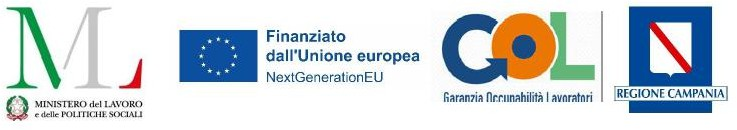 ML
MINISTERO del LAVORO
e delle POLITICHE SOCIALI
Finanziato
dall'Unione europea
NextGenerationEU
GOL
Garanzia Occupabilità Lavoratori
REGIONE CAMPANIA